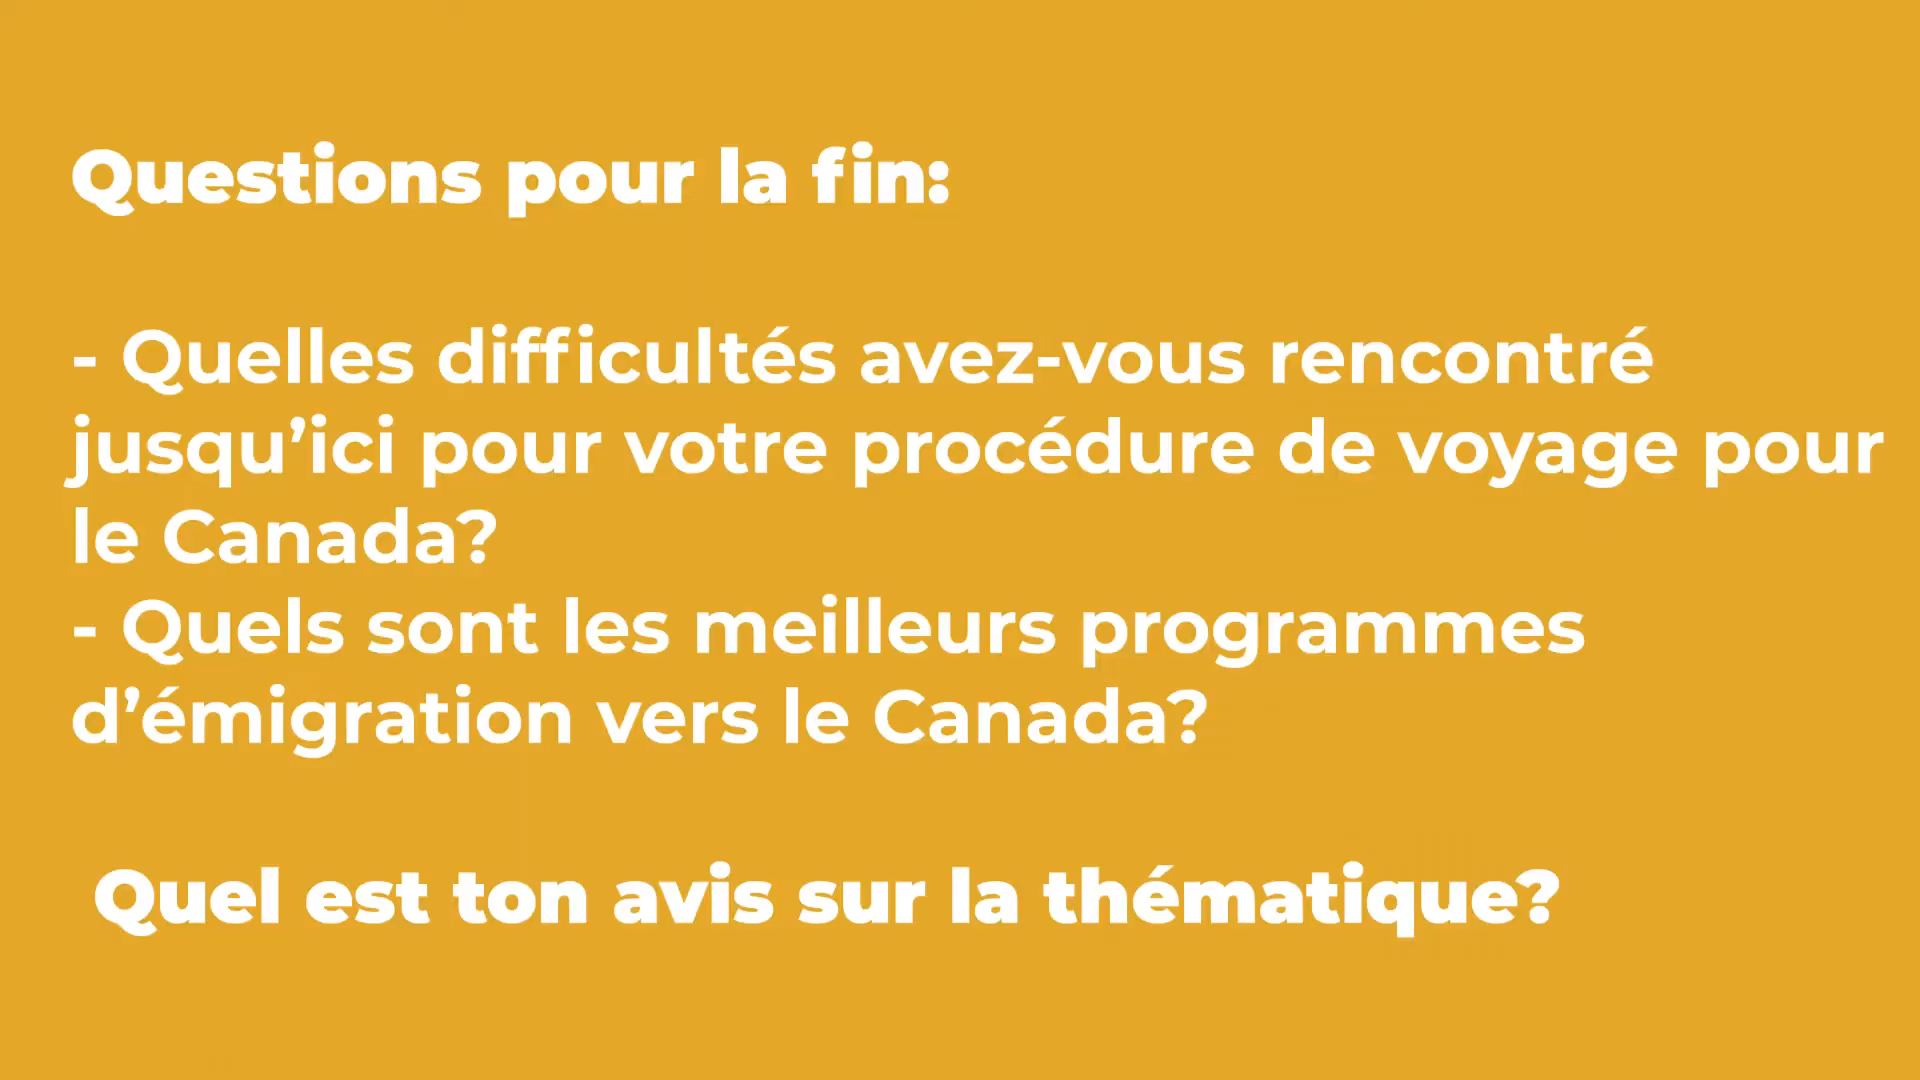 Questions pour la fin:
- Quelles difficultés avez-vous rencontré
jusqu’ici pour votre procédure de voyage pour
le Canada?
- Quels sont les meilleurs programmes
d’émigration vers le Canada?
Quel est ton avis sur la thématique?